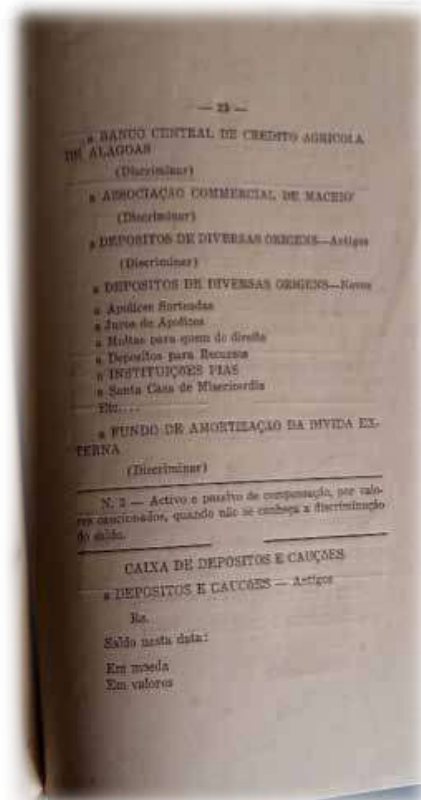 — 23 —
a BANCO CENTRAL DE CREDITO AGRICOLA
DE ALAGOAS
(Discriminar)
a ASSOCIAÇÃO COMMERCIAL DE MACEIO'
(Discriminar)
a DEPOSITOS DE DIVERSAS ORIGENS—Antigos
(Discriminar)
a DEPOSITOS DE DIVERSAS ORIGENS—Novos
a Apolices Sorteadas
a Juros de Apolices
a Multas para quem de direito
a Depositos para Recursos
a INSTITUIÇÕES PIAS
a Santa Casa de Misericordia
Etc....
a FUNDO DE AMORTIZAÇÃO DA DIVIDA EX-
TERNA
(Discriminar)
N. 2 — Activo e passivo de compensação, por valo-
res caucionados, quando não se conheça a discriminação
do saldo.
CAIXA DE DEPOSITOS E CAUÇÕES
a DEPOSITOS E CAUCÕES — Antigos
Rs.
Saldo nesta data:
Em moeda
Em valores